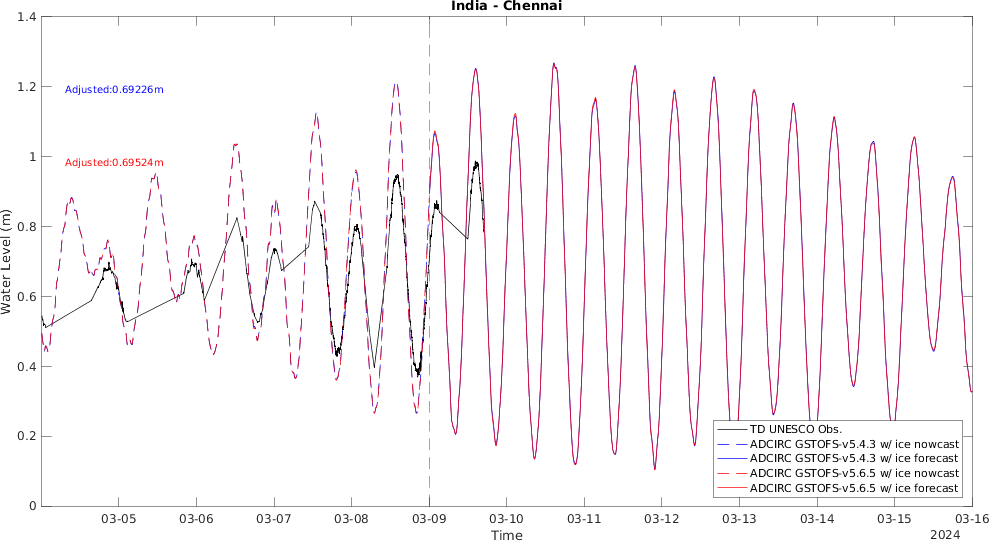 India - Chennai
1.4
1.2
1
0.8
0.6
0.4
0.2
0
Water Level (m)
Adjusted:0.69226m
Adjusted:0.69524m
TD UNESCO Obs.
ADCIRC GSTOFS-v5.4.3 w/ ice nowcast
ADCIRC GSTOFS-v5.4.3 w/ ice forecast
ADCIRC GSTOFS-v5.6.5 w/ ice nowcast
ADCIRC GSTOFS-v5.6.5 w/ ice forecast
03-05 03-06 03-07 03-08 03-09 03-10 03-11 03-12 03-13 03-14 03-15 03-16
Time
2024